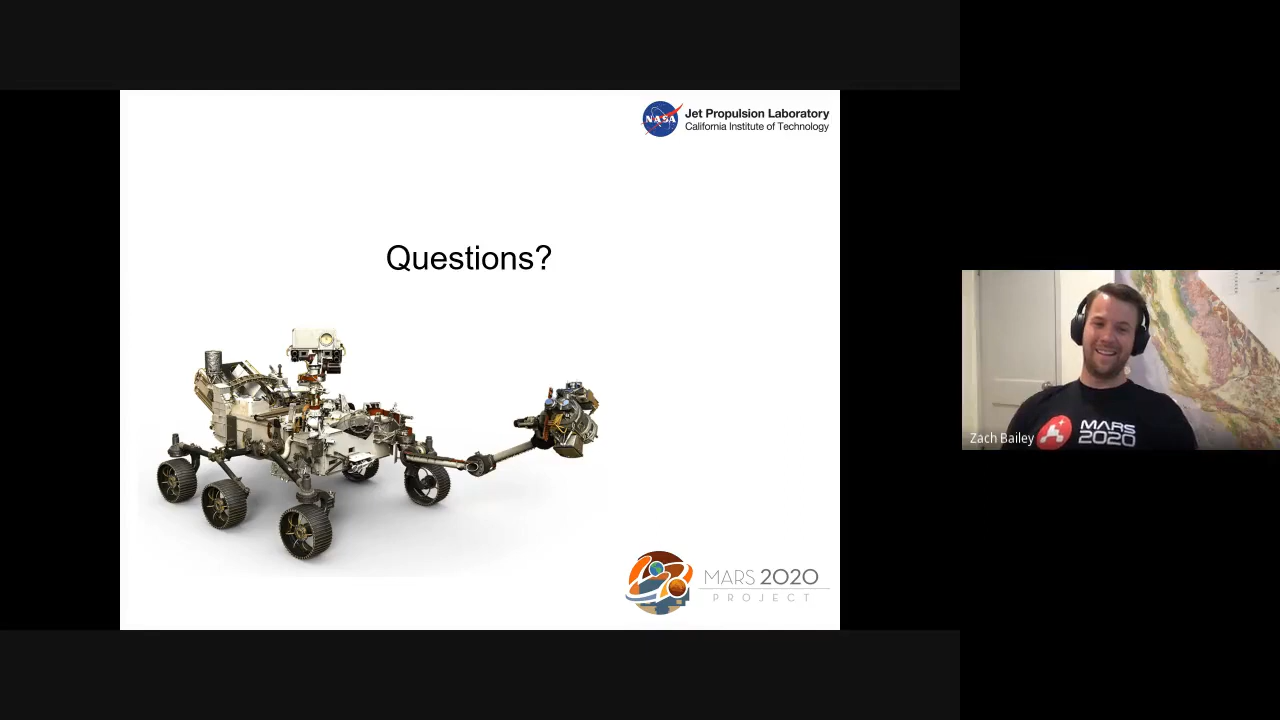 NASA
Jet Propulsion Laboratory
California Institute of Technology
Questions?
MARS 2020
PROJECT
Zach Bailey
MARS
2020